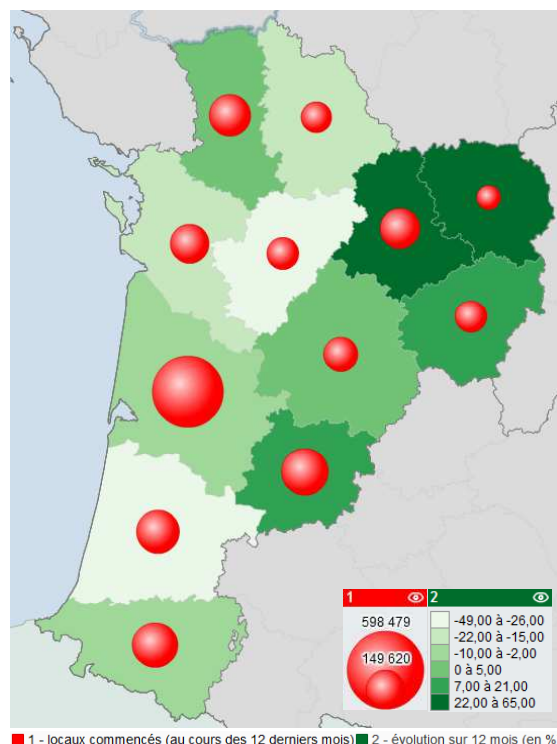 1 2
598 479
149 620
-49,00 à -26,00
-22,00 à -15,00
-10,00 à -2,00
0 à 5,00
7,00 à 21,00
22,00 à 65,00
1 - locaux commencés (au cours des 12 derniers mois) 2 - évolution sur 12 mois (en %